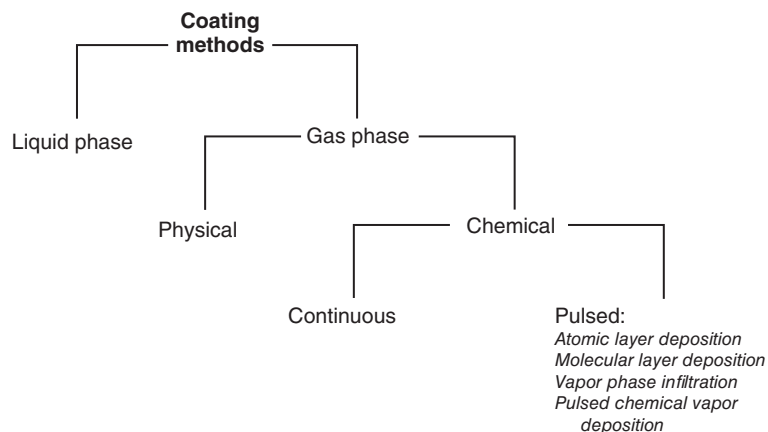 Coating
methods
Liquid phase
Gas phase
Physical
Chemical
Continuous
Pulsed:
Atomic layer deposition
Molecular layer deposition
Vapor phase infiltration
Pulsed chemical vapor
deposition